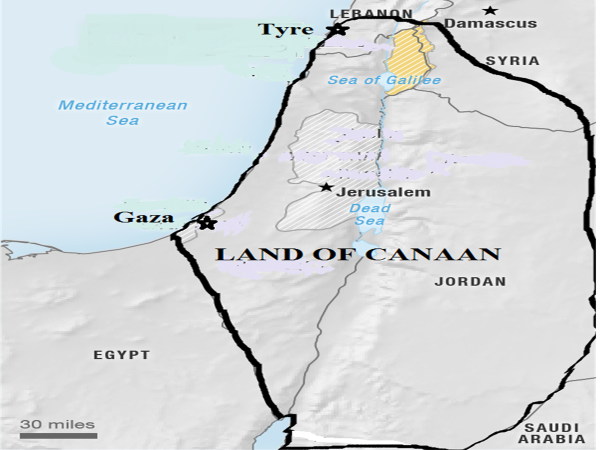 LEBANON
Damascus
Tyre
SYRIA
Sea of Galilee
Mediterranean
Sea
Jerusalem
Dead
Sea
Gaza
LAND OF CANAAN
JORDAN
EGYPT
30 miles
SAUDI
ARABIA